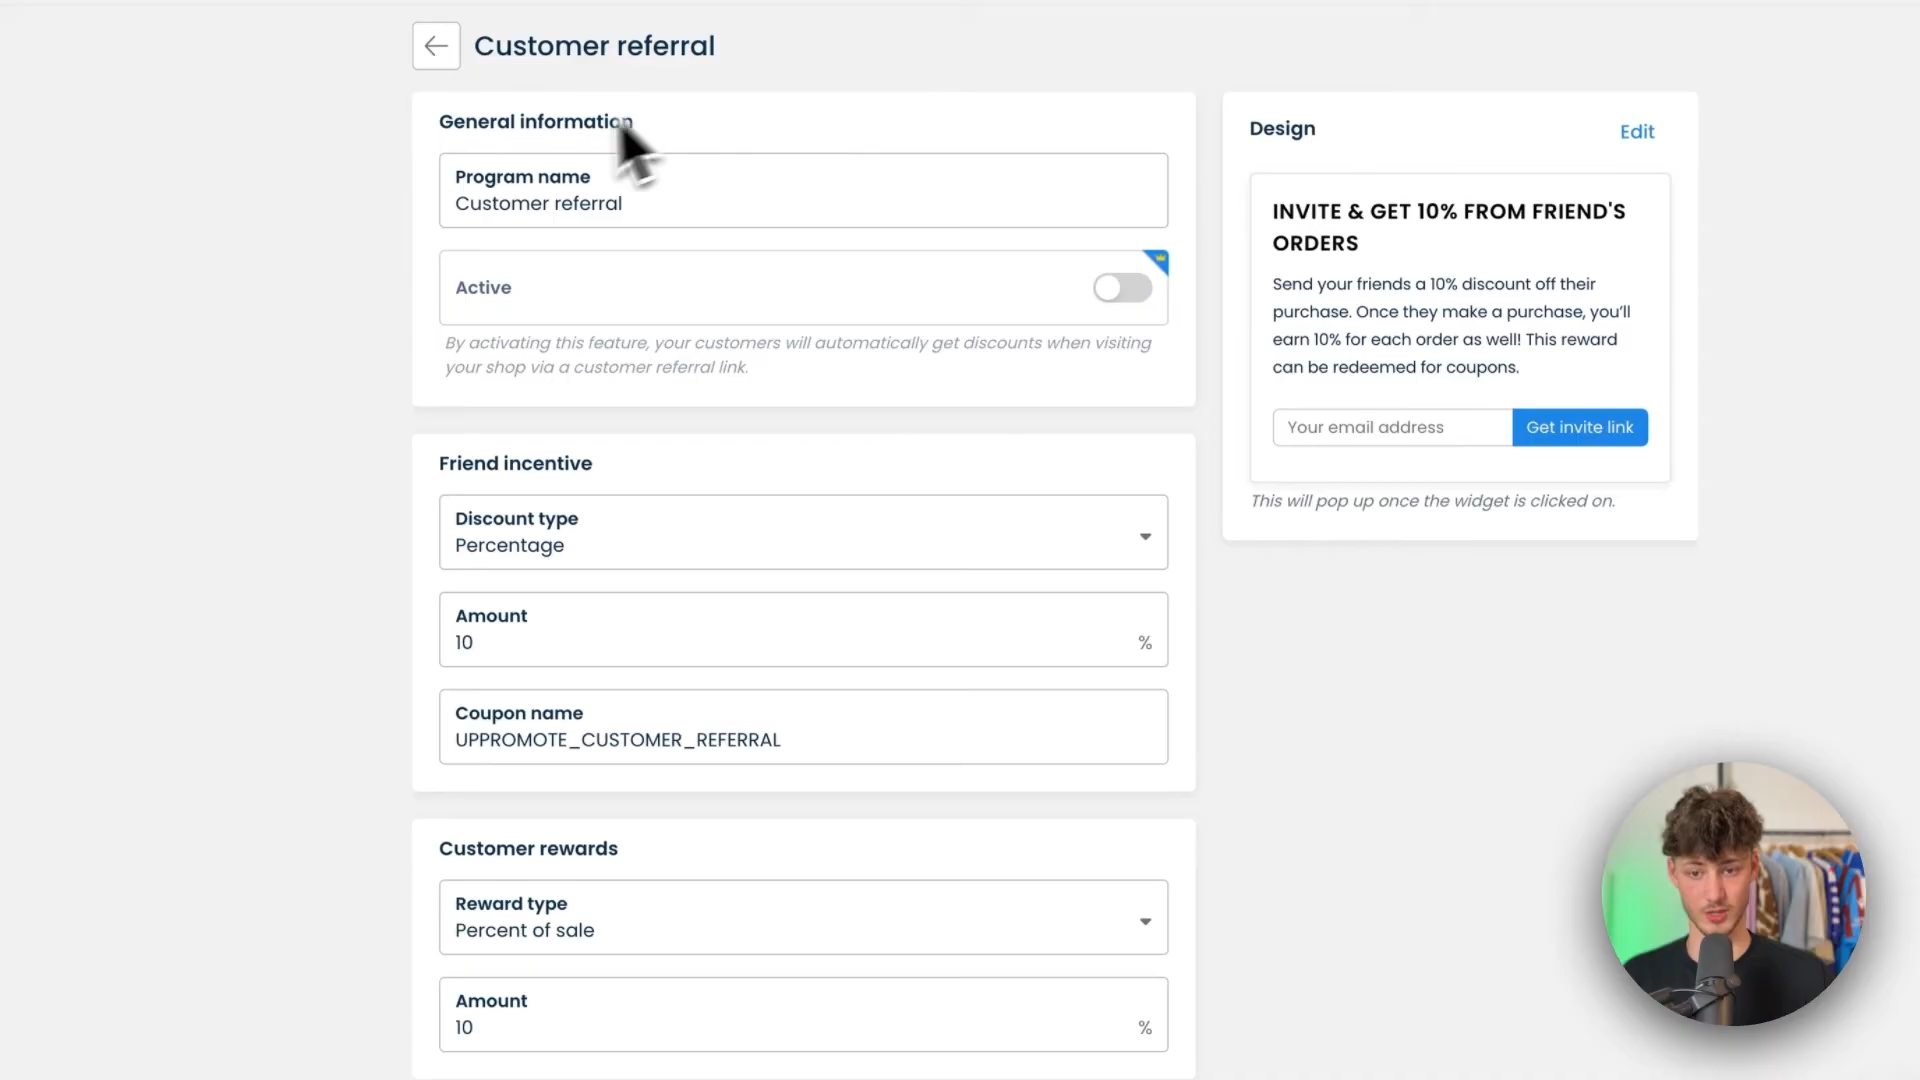 Customer referral
General information
Program name
Customer referral
Active
By activating this feature, your customers will automatically get discounts when visiting
your shop via a customer referral link.
Friend incentive
Discount type
Percentage
Amount
10
%
Coupon name
UPPROMOTE_CUSTOMER_REFERRAL
Customer rewards
Reward type
Percent of sale
Amount
10
%
Design
Edit
INVITE & GET 10% FROM FRIEND'S
ORDERS
Send your friends a 10% discount off their
purchase. Once they make a purchase, you’ll
earn 10% for each order as well! This reward
can be redeemed for coupons.
Your email address
Get invite link
This will pop up once the widget is clicked on.